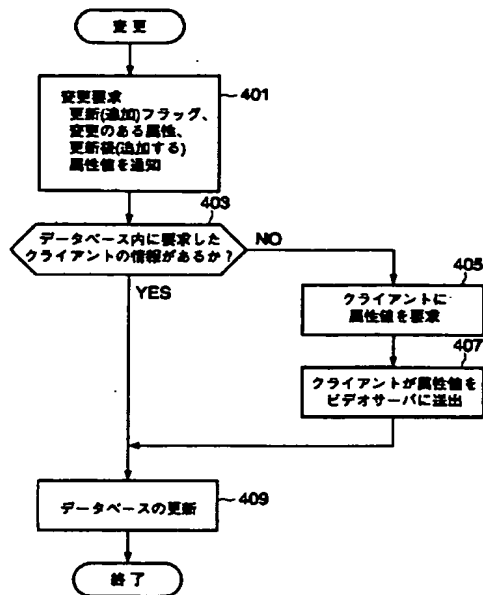 変更
401
変更要求
更新(追加)フラッグ、
変更のある属性、
更新後(追加する)
属性値を通知
403
データベース内に要求した
クライアントの情報があるか？
NO
YES
405
クライアントに
属性値を要求
407
クライアントが属性値を
ビデオサーバに送出
データベースの更新
409
終了